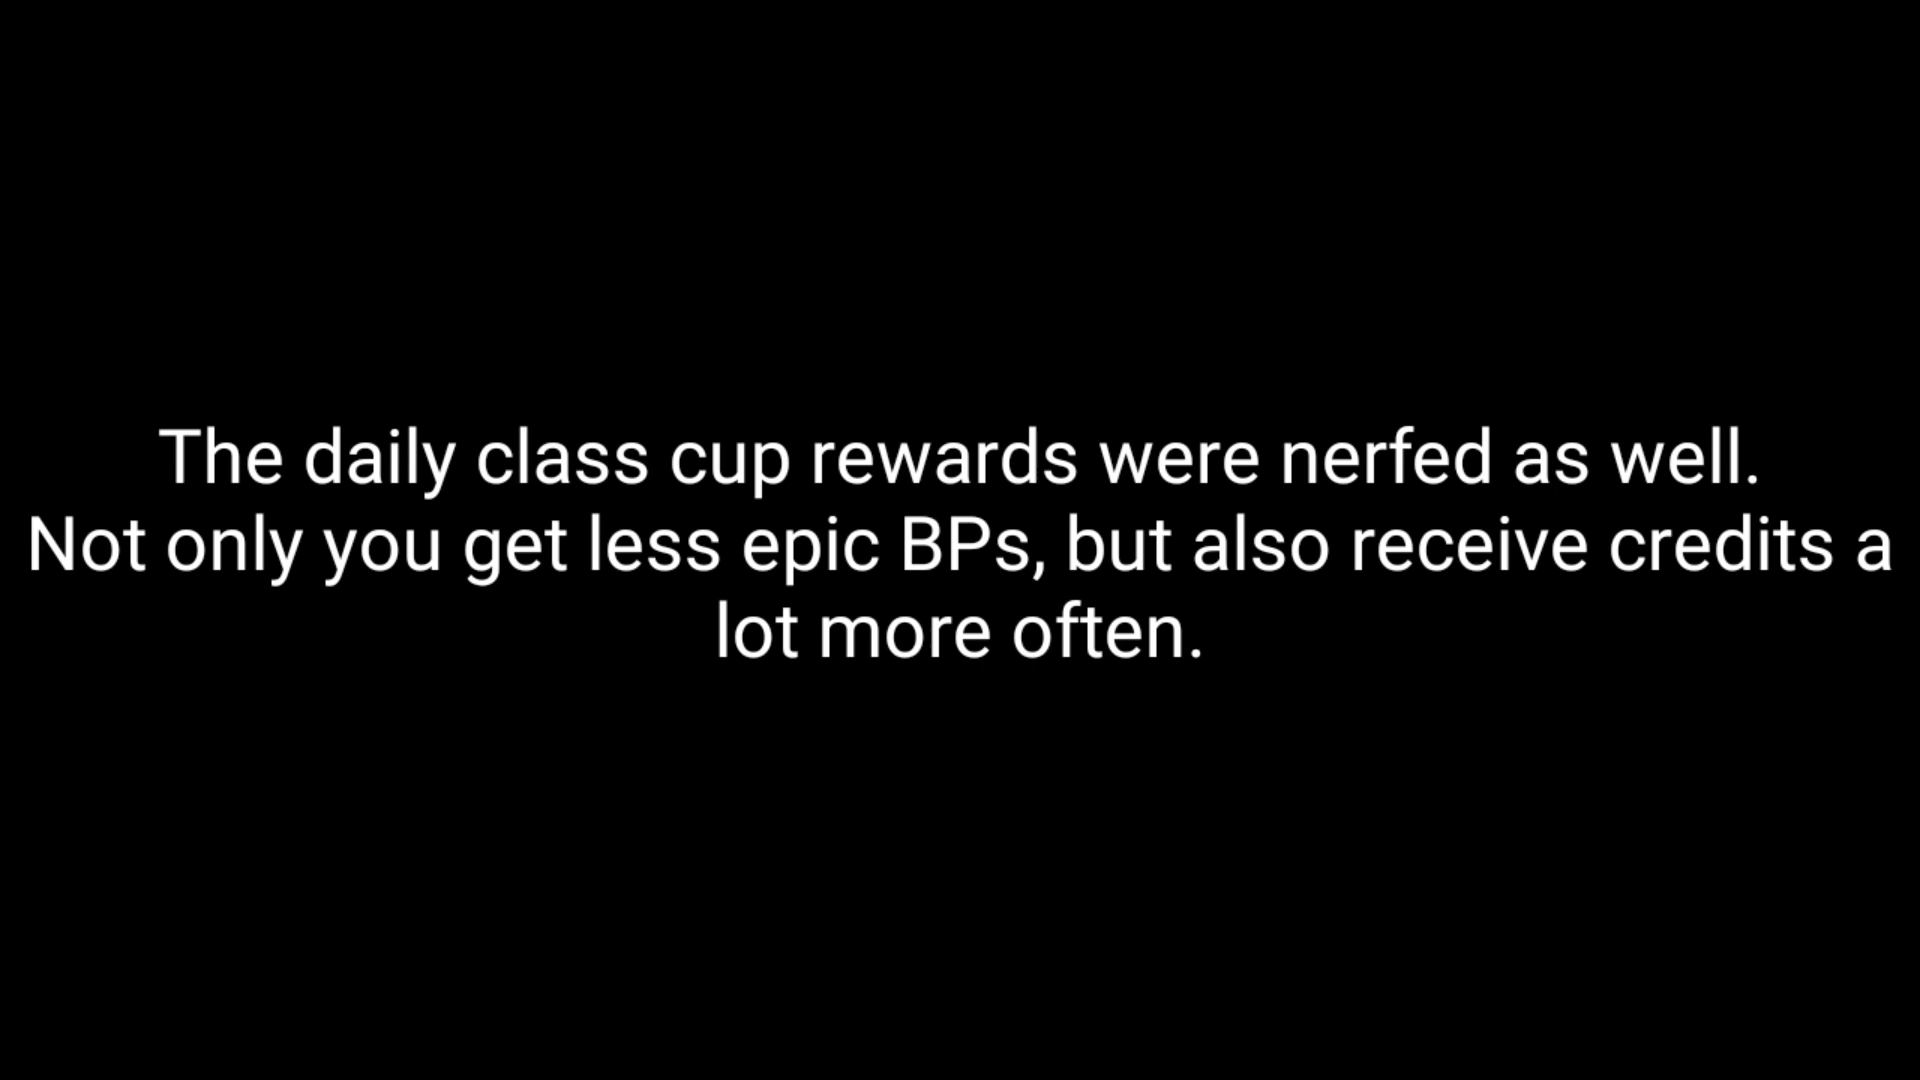 The daily class cup rewards were nerfed as well.
Not only you get less epic BPs, but also receive credits a
lot more often.